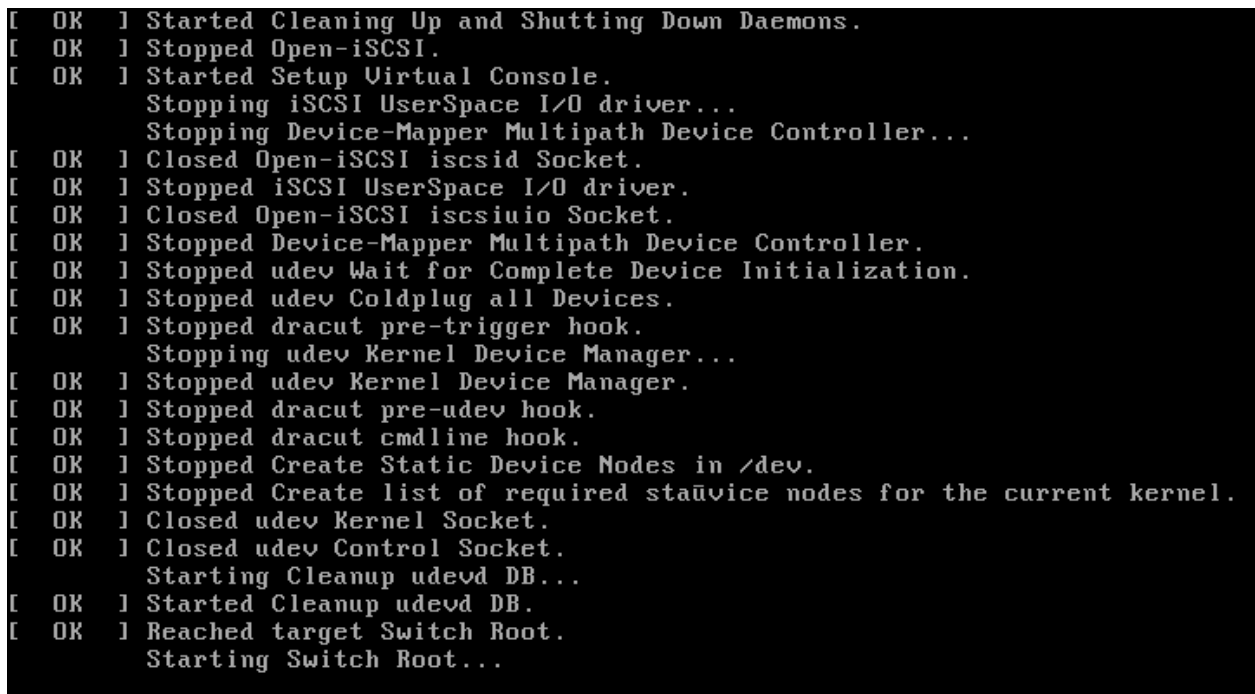 [  OK  ] Started Cleaning Up and Shutting Down Daemons.
[  OK  ] Stopped Open-iSCSI.
[  OK  ] Started Setup Virtual Console.
         Stopping iSCSI UserSpace I/O driver...
         Stopping Device-Mapper Multipath Device Controller...
[  OK  ] Closed Open-iSCSI iscsid Socket.
[  OK  ] Stopped iSCSI UserSpace I/O driver.
[  OK  ] Closed Open-iSCSI iscsiuio Socket.
[  OK  ] Stopped Device-Mapper Multipath Device Controller.
[  OK  ] Stopped udev Wait for Complete Device Initialization.
[  OK  ] Stopped udev Coldplug all Devices.
[  OK  ] Stopped dracut pre-trigger hook.
         Stopping udev Kernel Device Manager...
[  OK  ] Stopped udev Kernel Device Manager.
[  OK  ] Stopped dracut pre-udev hook.
[  OK  ] Stopped dracut cmdline hook.
[  OK  ] Stopped Create Static Device Nodes in /dev.
[  OK  ] Stopped Create list of required staūvice nodes for the current kernel.
[  OK  ] Closed udev Kernel Socket.
[  OK  ] Closed udev Control Socket.
         Starting Cleanup udevd DB...
[  OK  ] Started Cleanup udevd DB.
[  OK  ] Reached target Switch Root.
         Starting Switch Root...